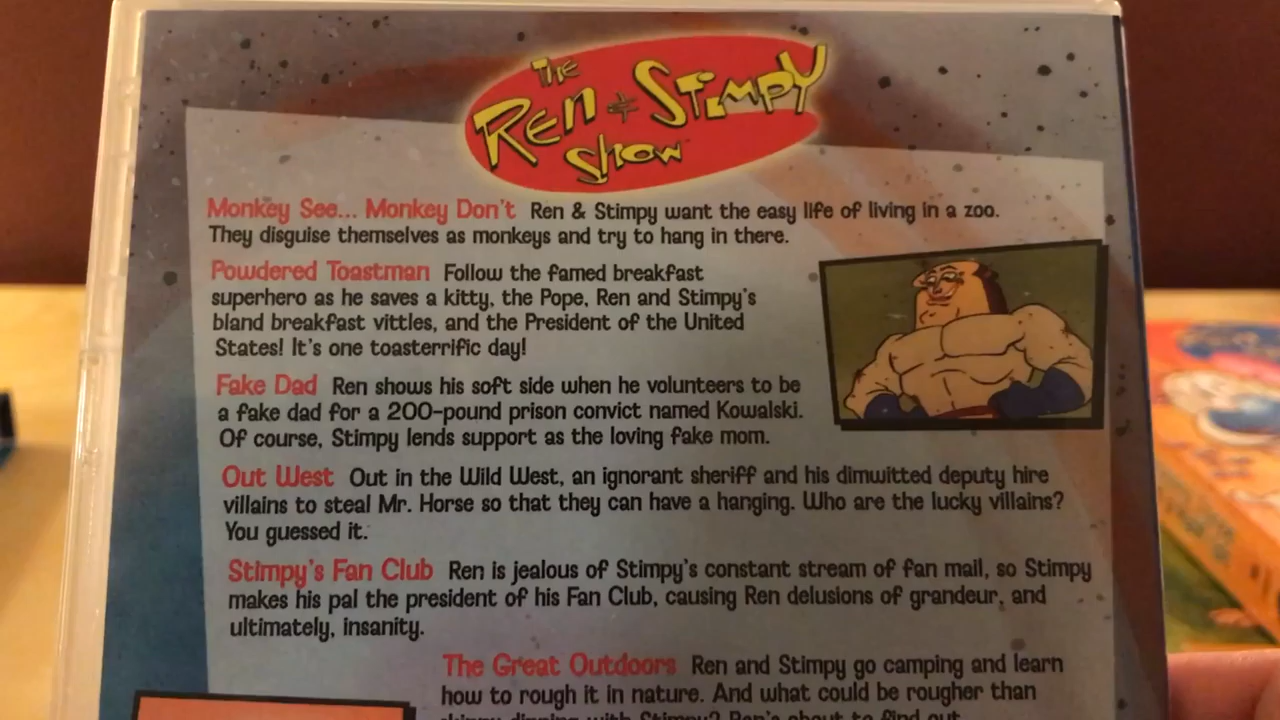 The
Ren & Stimpy
Show
Monkey See... Monkey Don't Ren & Stimpy want the easy life of living in a zoo.
They disguise themselves as monkeys and try to hang in there.
Powdered Toastman Follow the famed breakfast
superhero as he saves a kitty, the Pope, Ren and Stimpy's
bland breakfast vittles, and the President of the United
States! It's one toasterrific day!
Fake Dad Ren shows his soft side when he volunteers to be
a fake dad for a 200-pound prison convict named Kowalski.
Of course, Stimpy lends support as the loving fake mom.
Out West Out in the Wild West, an ignorant sheriff and his dimwitted deputy hire
villains to steal Mr. Horse so that they can have a hanging. Who are the lucky villains?
You guessed it.
Stimpy's Fan Club Ren is jealous of Stimpy's constant stream of fan mail, so Stimpy
makes his pal the president of his Fan Club, causing Ren delusions of grandeur, and
ultimately, insanity.
The Great Outdoors Ren and Stimpy go camping and learn
how to rough it in nature. And what could be rougher than
skinny dipping with Stimpy? Ren's about to find out.